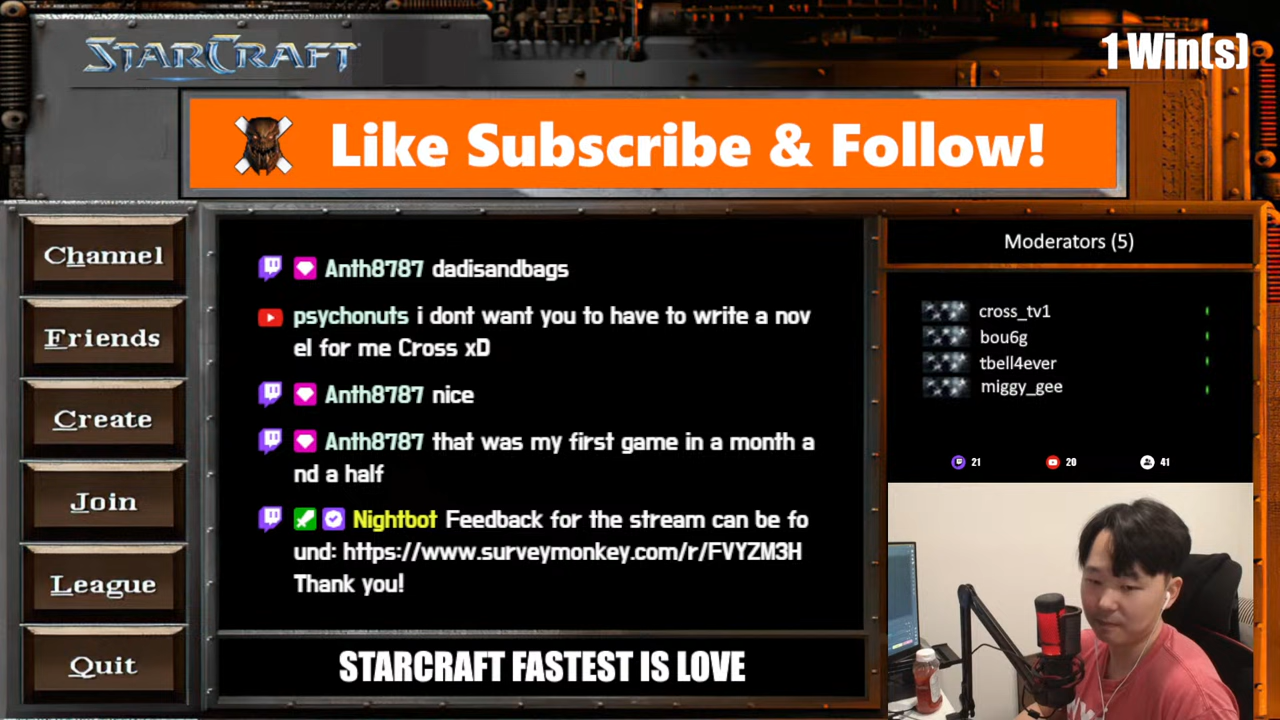 STARCRAFT
1 Win(s)
Like Subscribe & Follow!
Channel
Friends
Create
Join
League
Quit
Anth8787 dadisandbags
psychonuts i dont want you to have to write a nov
el for me Cross xD
Anth8787 nice
Anth8787 that was my first game in a month a
nd a half
Nightbot Feedback for the stream can be fo
und: https://www.surveymonkey.com/r/FVYZM3H
Thank you!
STARCRAFT FASTEST IS LOVE
Moderators (5)
cross_tv1
bou6g
tbell4ever
miggy_gee
21
20
41